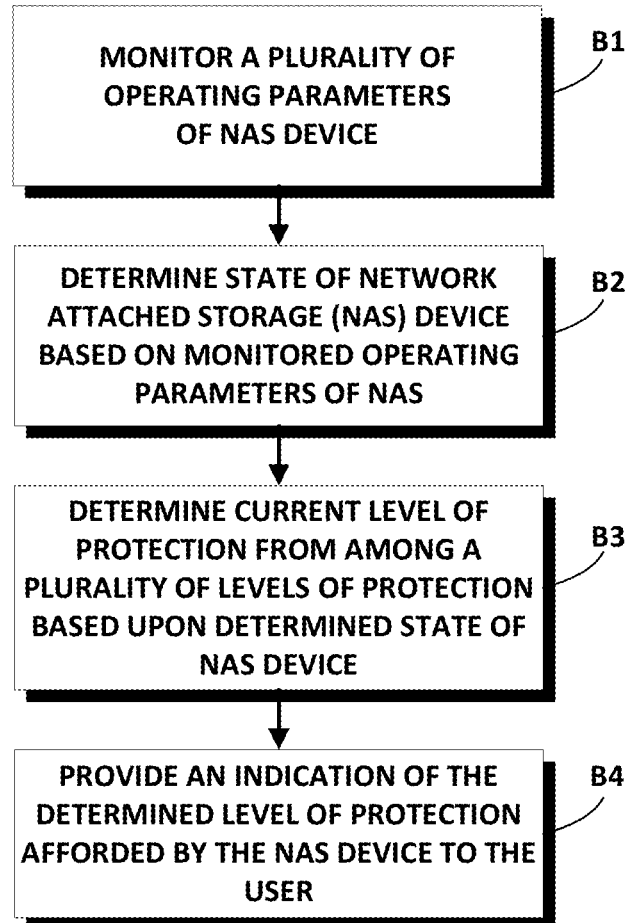 MONITOR A PLURALITY OF
OPERATING PARAMETERS
OF NAS DEVICE
B1
DETERMINE STATE OF NETWORK
ATTACHED STORAGE (NAS) DEVICE
BASED ON MONITORED OPERATING
PARAMETERS OF NAS
B2
DETERMINE CURRENT LEVEL OF
PROTECTION FROM AMONG A
PLURALITY OF LEVELS OF PROTECTION
BASED UPON DETERMINED STATE OF
NAS DEVICE
B3
PROVIDE AN INDICATION OF THE
DETERMINED LEVEL OF PROTECTION
AFFORDED BY THE NAS DEVICE TO THE
USER
B4